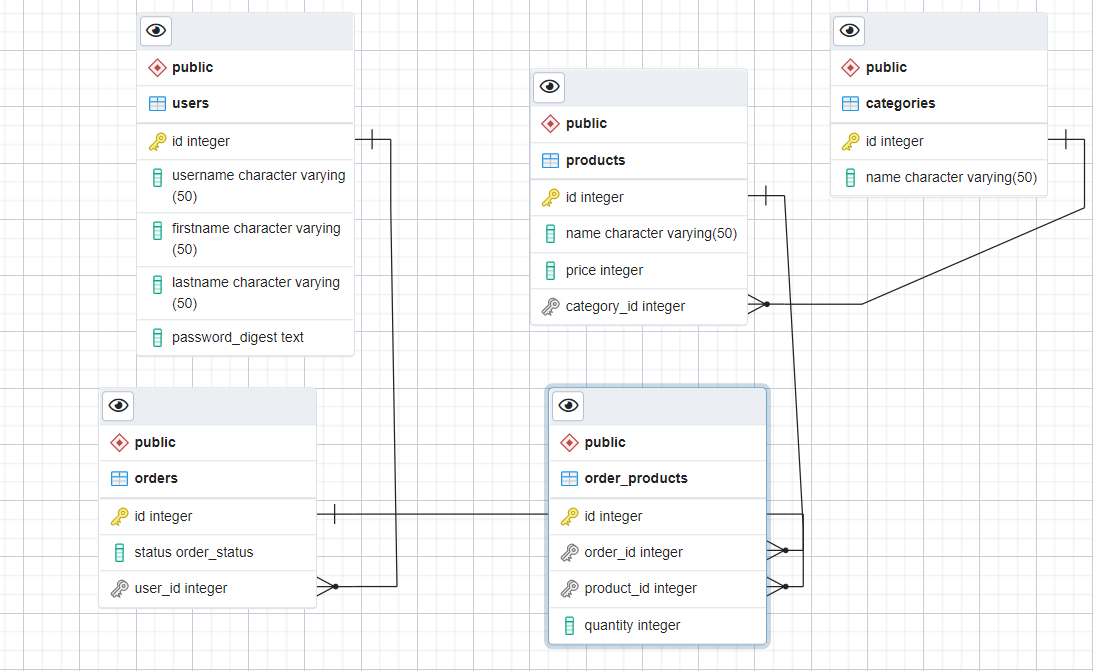 public
users
id integer
username character varying
(50)
firstname character varying
(50)
lastname character varying
(50)
password_digest text
public
products
id integer
name character varying(50)
price integer
category_id integer
public
categories
id integer
name character varying(50)
public
orders
id integer
status order_status
user_id integer
public
order_products
id integer
order_id integer
product_id integer
quantity integer